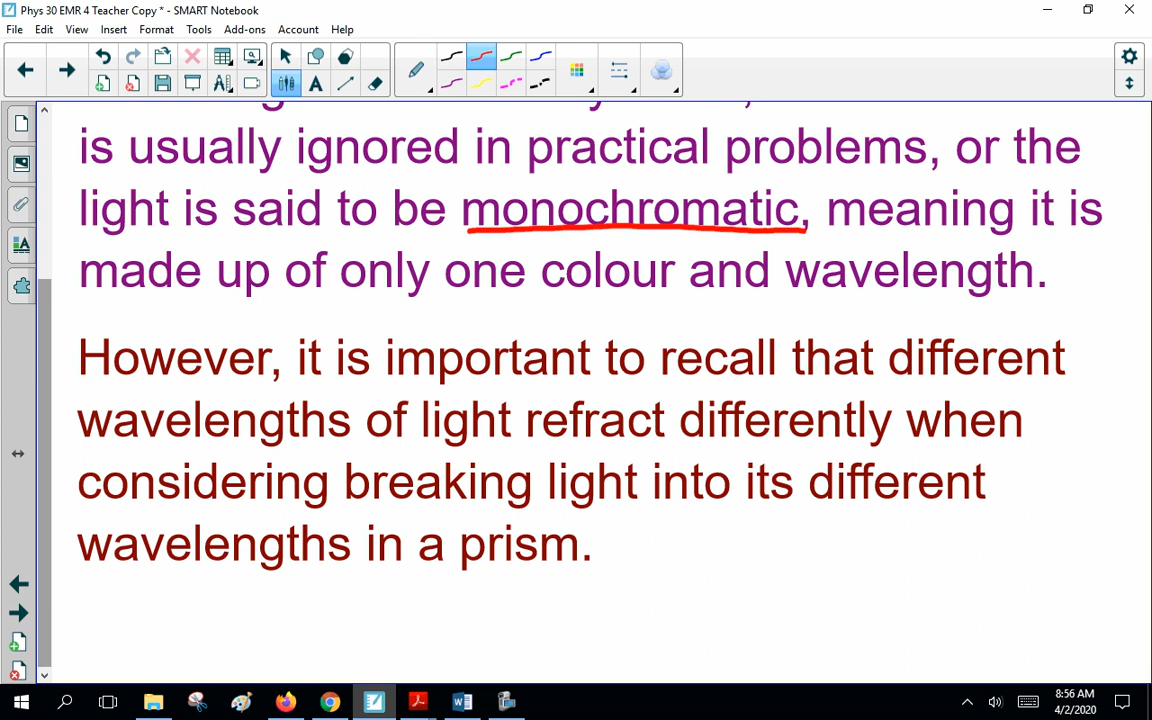 Phys 30 EMR 4 Teacher Copy * - SMART Notebook
File Edit View Insert Format Tools Add-ons Account Help
is usually ignored in practical problems, or the
light is said to be monochromatic, meaning it is
made up of only one colour and wavelength.
However, it is important to recall that different
wavelengths of light refract differently when
considering breaking light into its different
wavelengths in a prism.
8:56 AM
4/2/2020